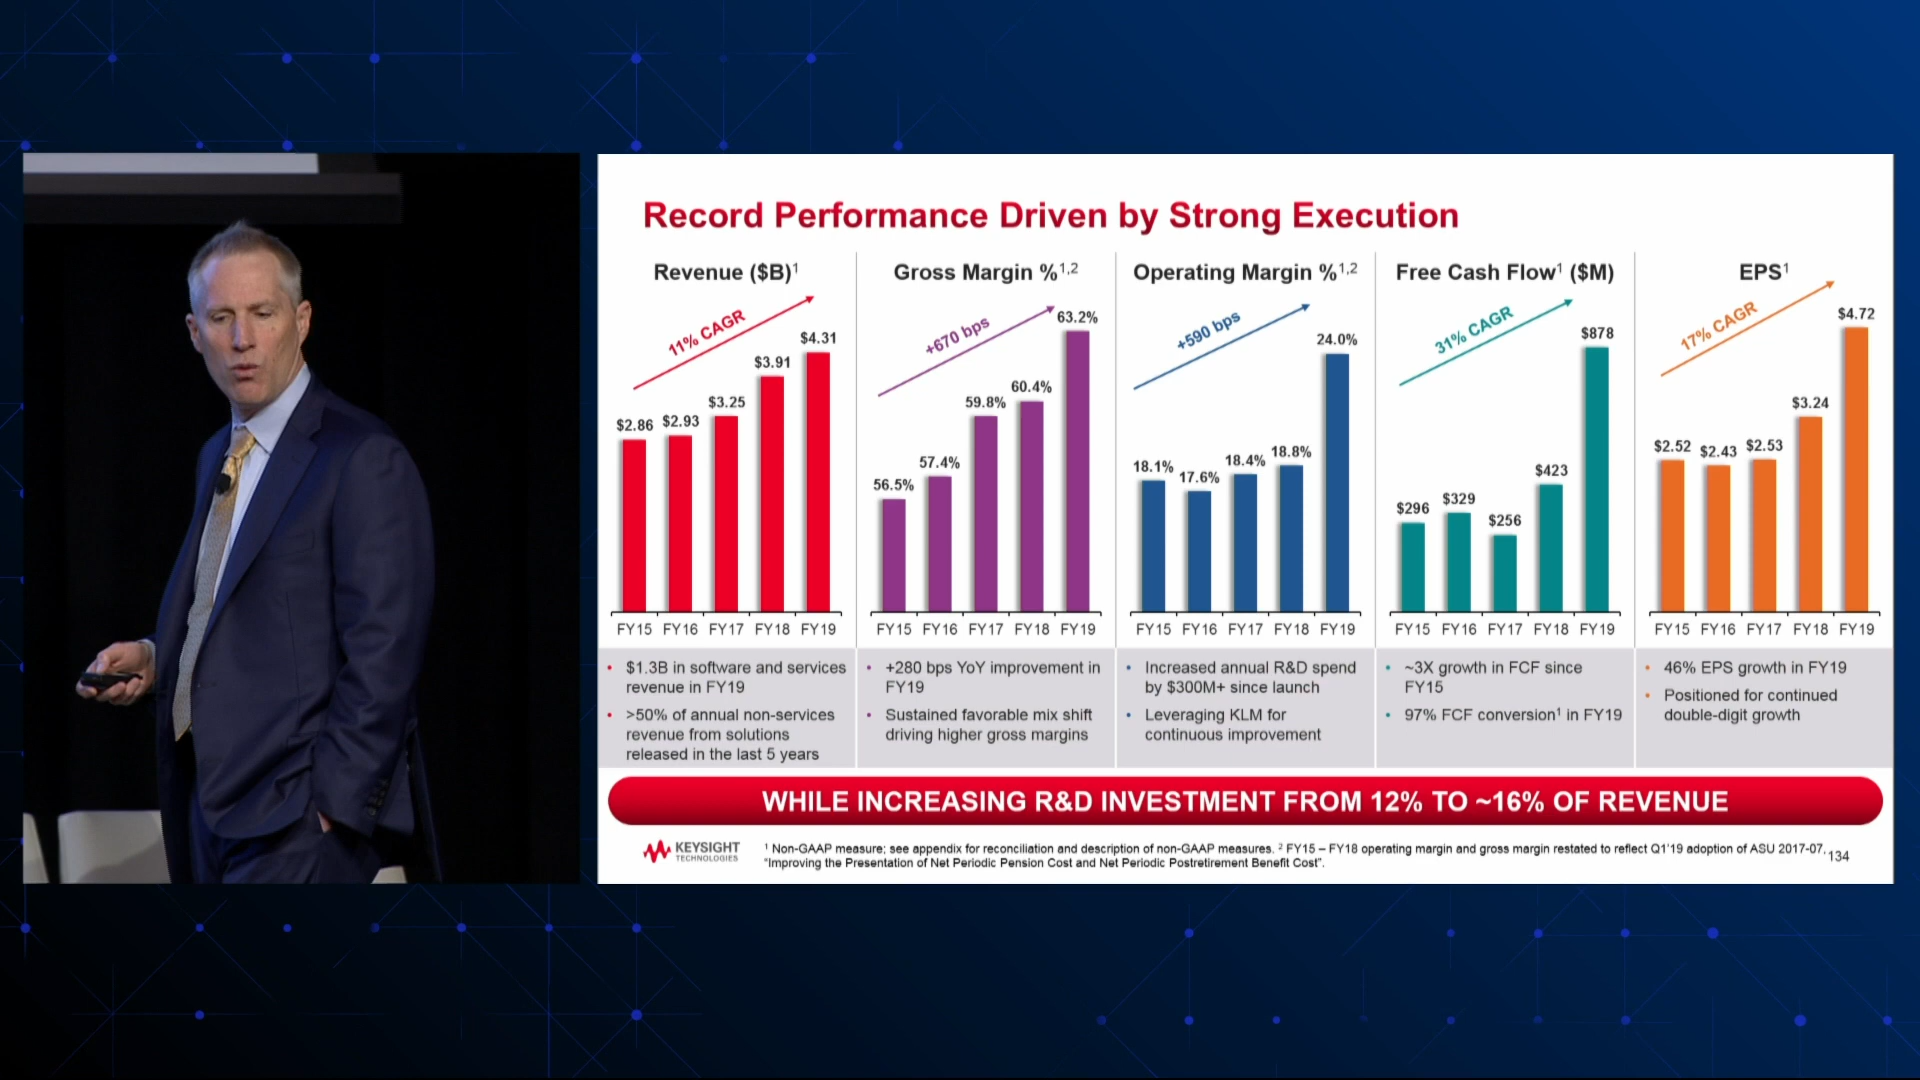 Record Performance Driven by Strong Execution
Revenue ($B)¹
11% CAGR
$2.86 $2.93 $3.25 $3.91 $4.31
FY15 FY16 FY17 FY18 FY19
• $1.3B in software and services
revenue in FY19
• >50% of annual non-services
revenue from solutions
released in the last 5 years
Gross Margin %¹,²
+670 bps
56.5% 57.4% 59.8% 60.4% 63.2%
FY15 FY16 FY17 FY18 FY19
• +280 bps YoY improvement in
FY19
• Sustained favorable mix shift
driving higher gross margins
Operating Margin %¹,²
+590 bps
18.1% 17.6% 18.4% 18.8% 24.0%
FY15 FY16 FY17 FY18 FY19
• Increased annual R&D spend
by $300M+ since launch
• Leveraging KLM for
continuous improvement
Free Cash Flow¹ ($M)
31% CAGR
$296 $329 $256 $423 $878
FY15 FY16 FY17 FY18 FY19
• ~3X growth in FCF since
FY15
• 97% FCF conversion¹ in FY19
EPS¹
17% CAGR
$2.52 $2.43 $2.53 $3.24 $4.72
FY15 FY16 FY17 FY18 FY19
• 46% EPS growth in FY19
• Positioned for continued
double-digit growth
WHILE INCREASING R&D INVESTMENT FROM 12% TO ~16% OF REVENUE
KEYSIGHT
TECHNOLOGIES
¹ Non-GAAP measure; see appendix for reconciliation and description of non-GAAP measures. ² FY15 – FY18 operating margin and gross margin restated to reflect Q1'19 adoption of ASU 2017-07,
"Improving the Presentation of Net Periodic Pension Cost and Net Periodic Postretirement Benefit Cost".
134